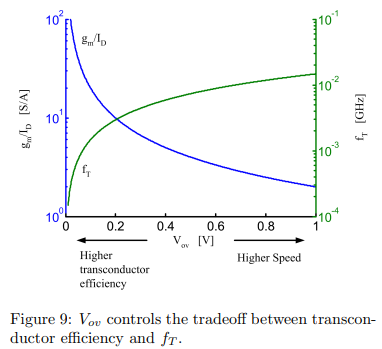 10² 10⁻¹
g_m/I_D
10¹ 10⁻²
g_m/I_D [S/A]
f_T [GHz]
10⁻³
f_T
10⁰ 10⁻⁴
0 0.2 0.4 0.6 0.8 1
V_ov [V]
Higher
transconductor
efficiency
Higher Speed
Figure 9: V_ov controls the tradeoff between transcon-
ductor efficiency and f_T.